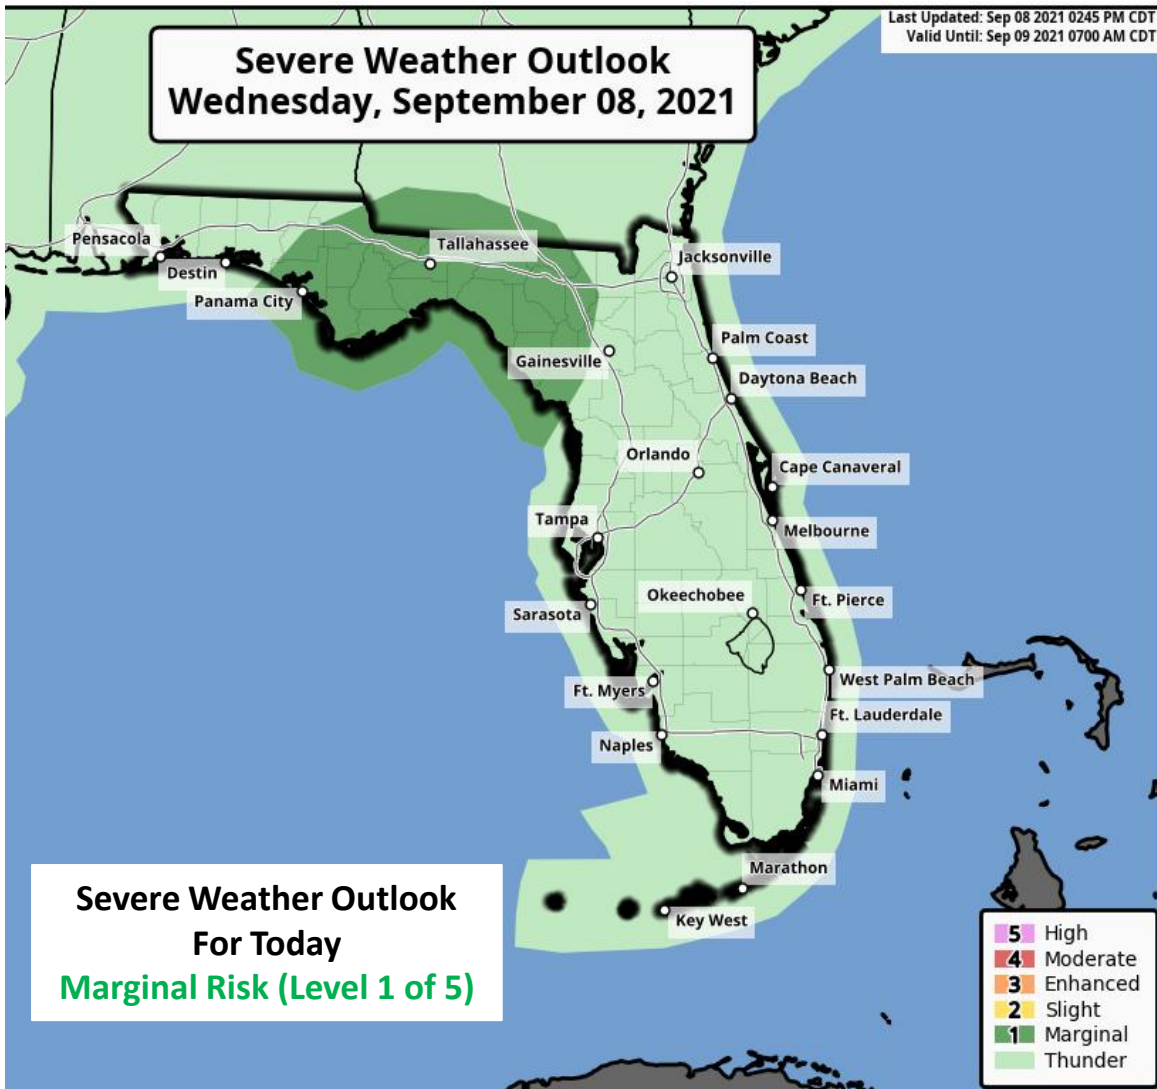 Last Updated: Sep 08 2021 0245 PM CDT
Valid Until: Sep 09 2021 0700 AM CDT
Severe Weather Outlook
Wednesday, September 08, 2021
Pensacola
Tallahassee
Jacksonville
Destin
Panama City
Palm Coast
Gainesville
Daytona Beach
Orlando
Cape Canaveral
Tampa
Melbourne
Okeechobee
Ft. Pierce
Sarasota
West Palm Beach
Ft. Myers
Ft. Lauderdale
Naples
Miami
Marathon
Key West
Severe Weather Outlook
For Today
Marginal Risk (Level 1 of 5)
5 High
4 Moderate
3 Enhanced
2 Slight
1 Marginal
Thunder